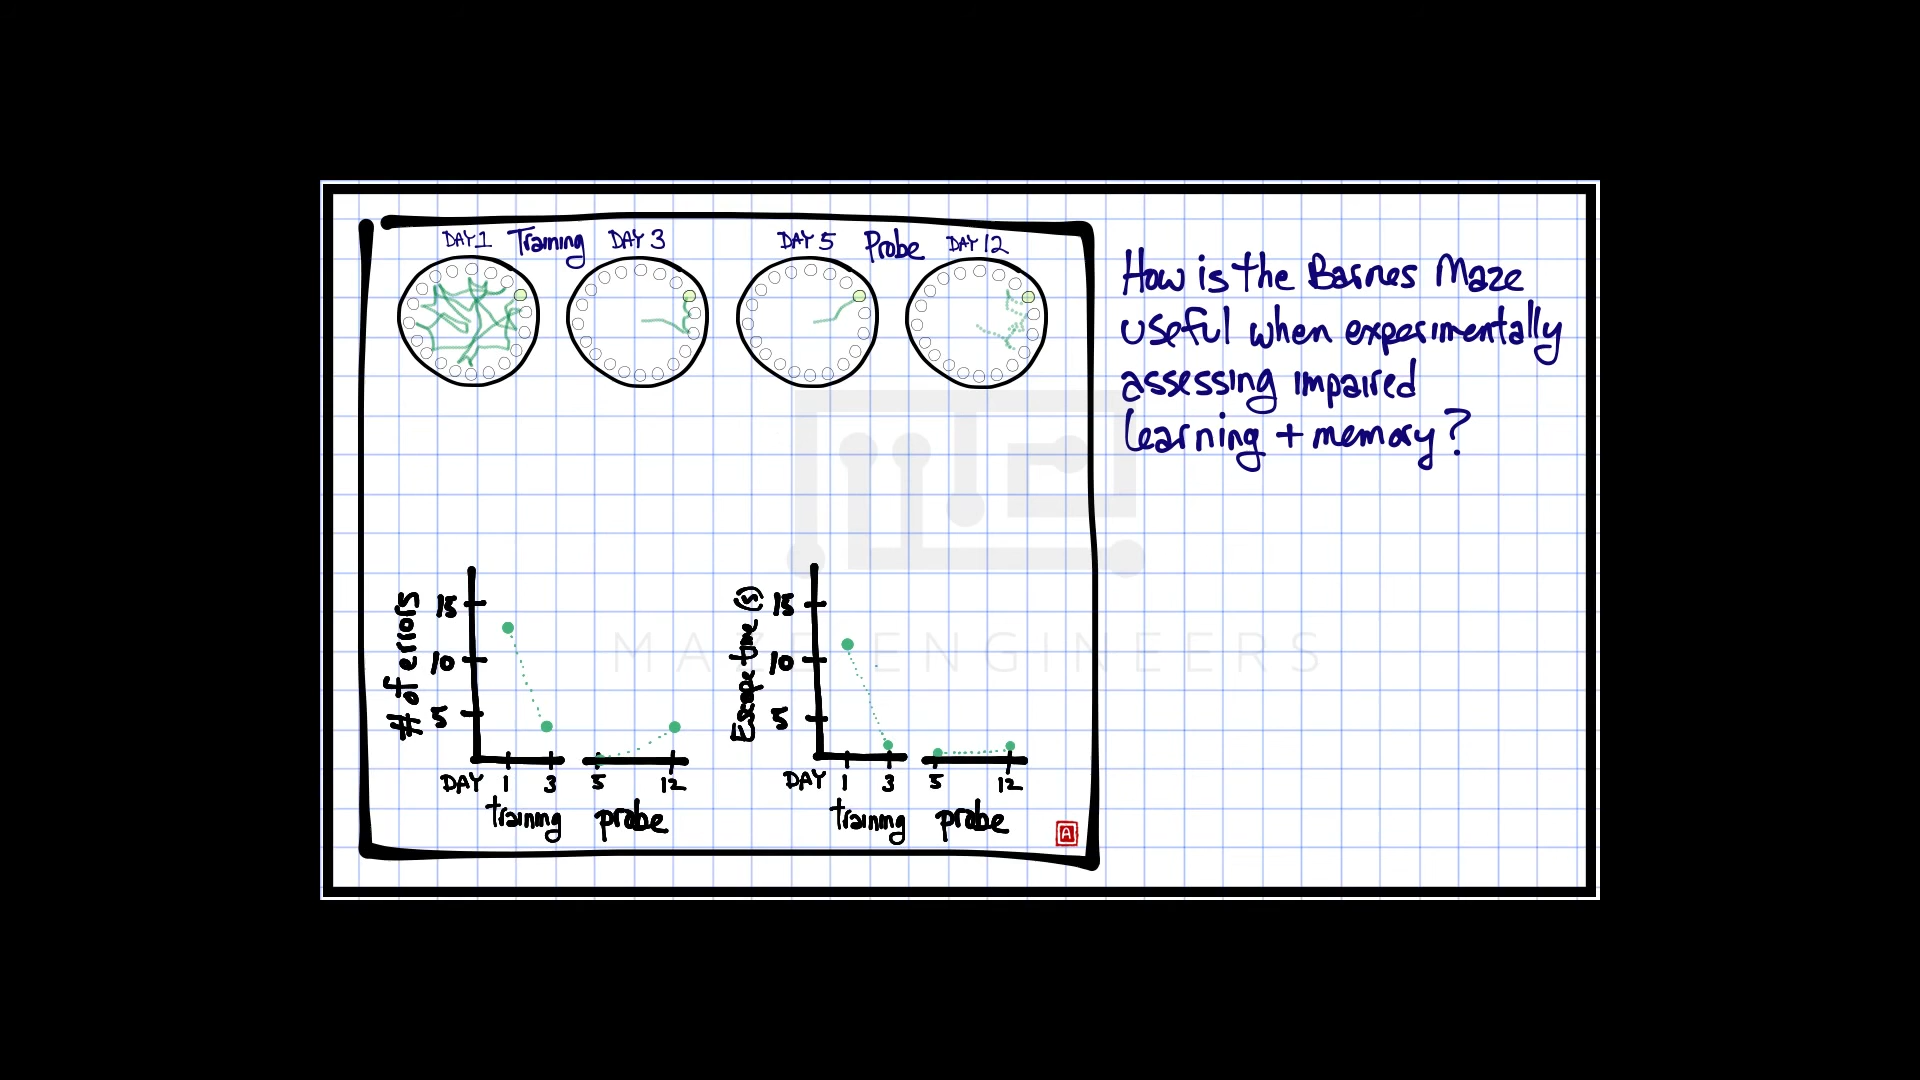 DAY 1 Training DAY 3 DAY 5 Probe DAY 12
How is the Barnes Maze
useful when experimentally
assessing impaired
learning + memory?
MAZE ENGINEERS
# of errors
15
10
5
DAY 1 3 5 12
training probe
Escape time (s)
15
10
5
DAY 1 3 5 12
training probe
A